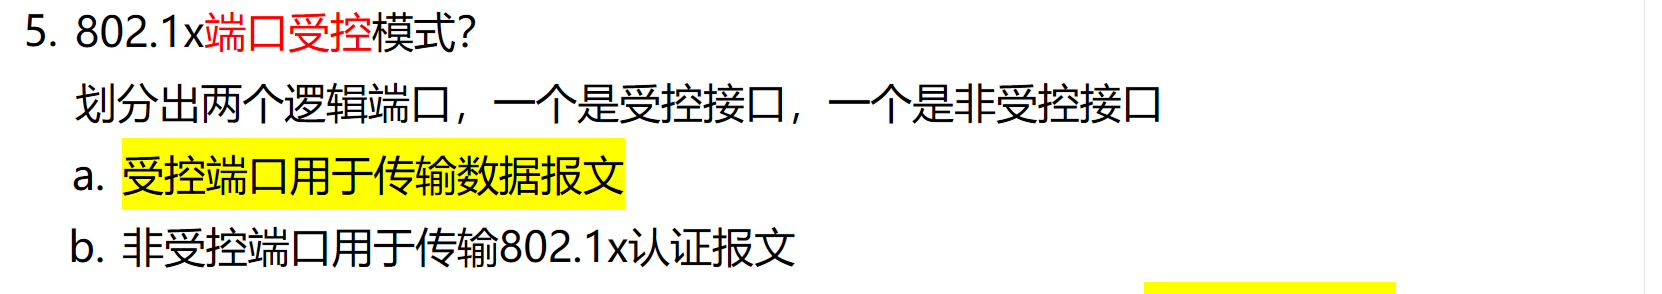 5. 802.1x端口受控模式?
划分出两个逻辑端口，一个是受控接口，一个是非受控接口
a. 受控端口用于传输数据报文
b. 非受控端口用于传输802.1x认证报文